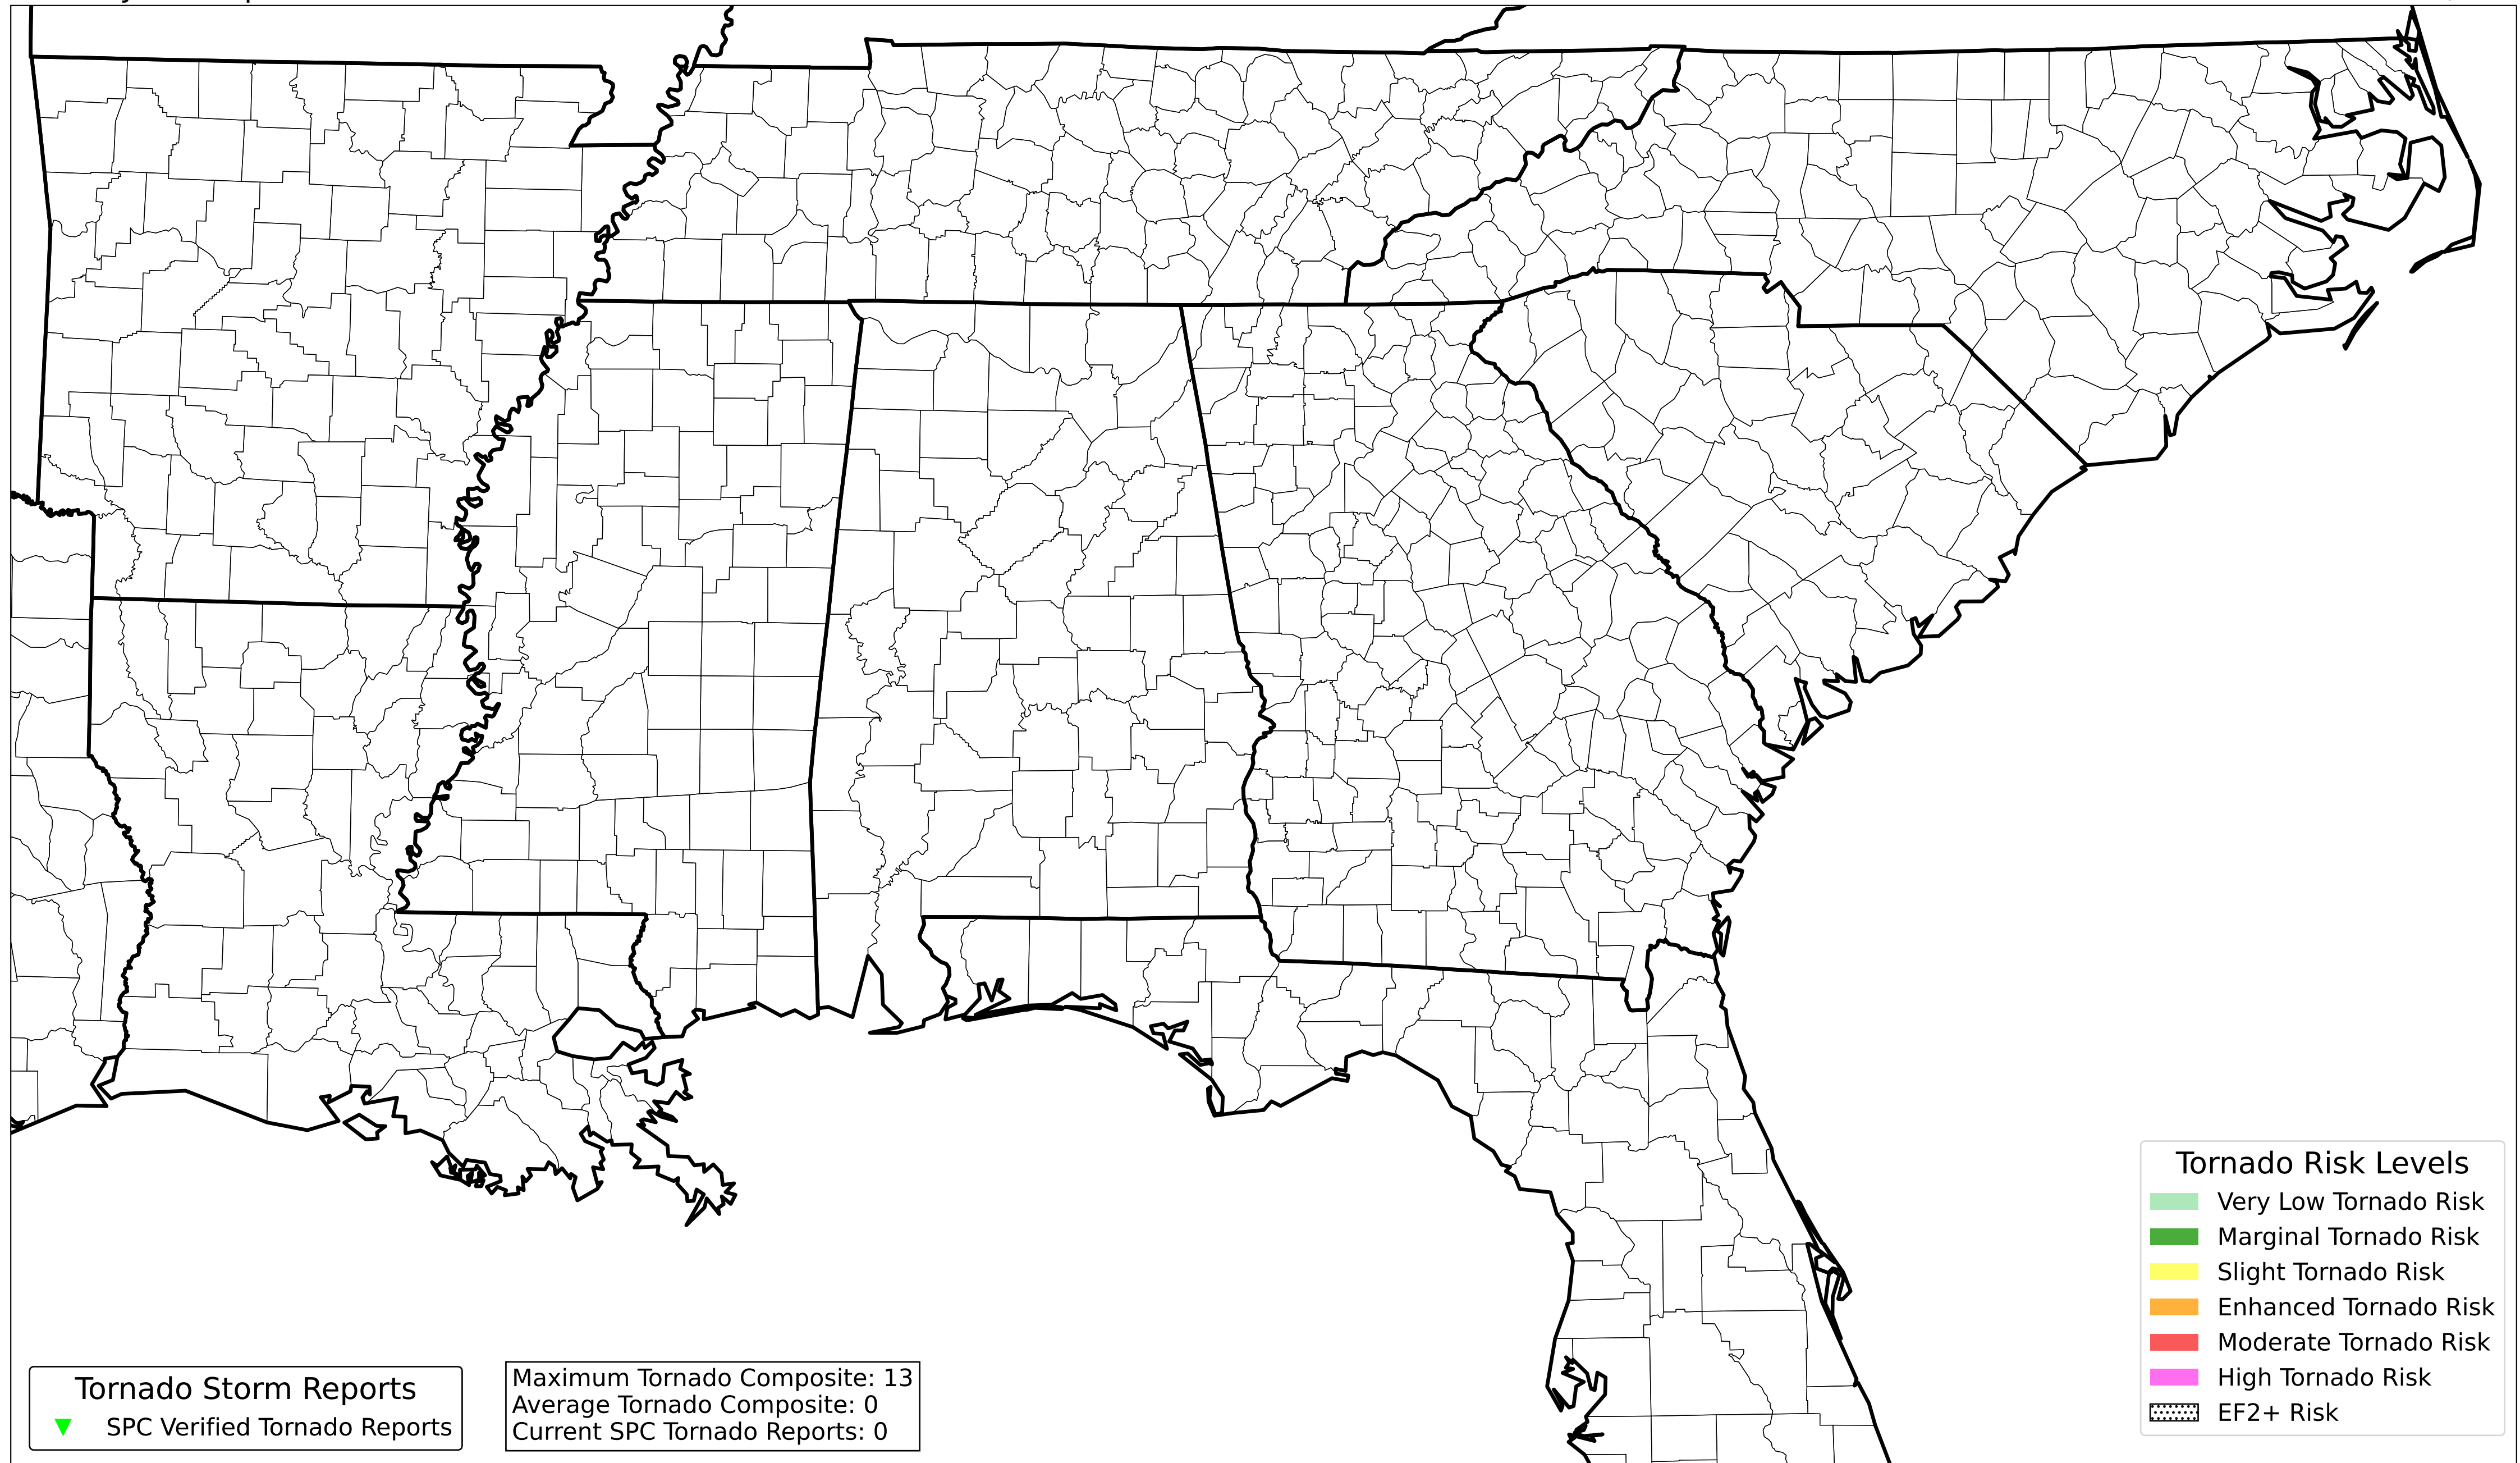 Tornado Risk Levels
Very Low Tornado Risk
Marginal Tornado Risk
Slight Tornado Risk
Enhanced Tornado Risk
Moderate Tornado Risk
High Tornado Risk
EF2+ Risk
Tornado Storm Reports
SPC Verified Tornado Reports
Maximum Tornado Composite: 13
Average Tornado Composite: 0
Current SPC Tornado Reports: 0